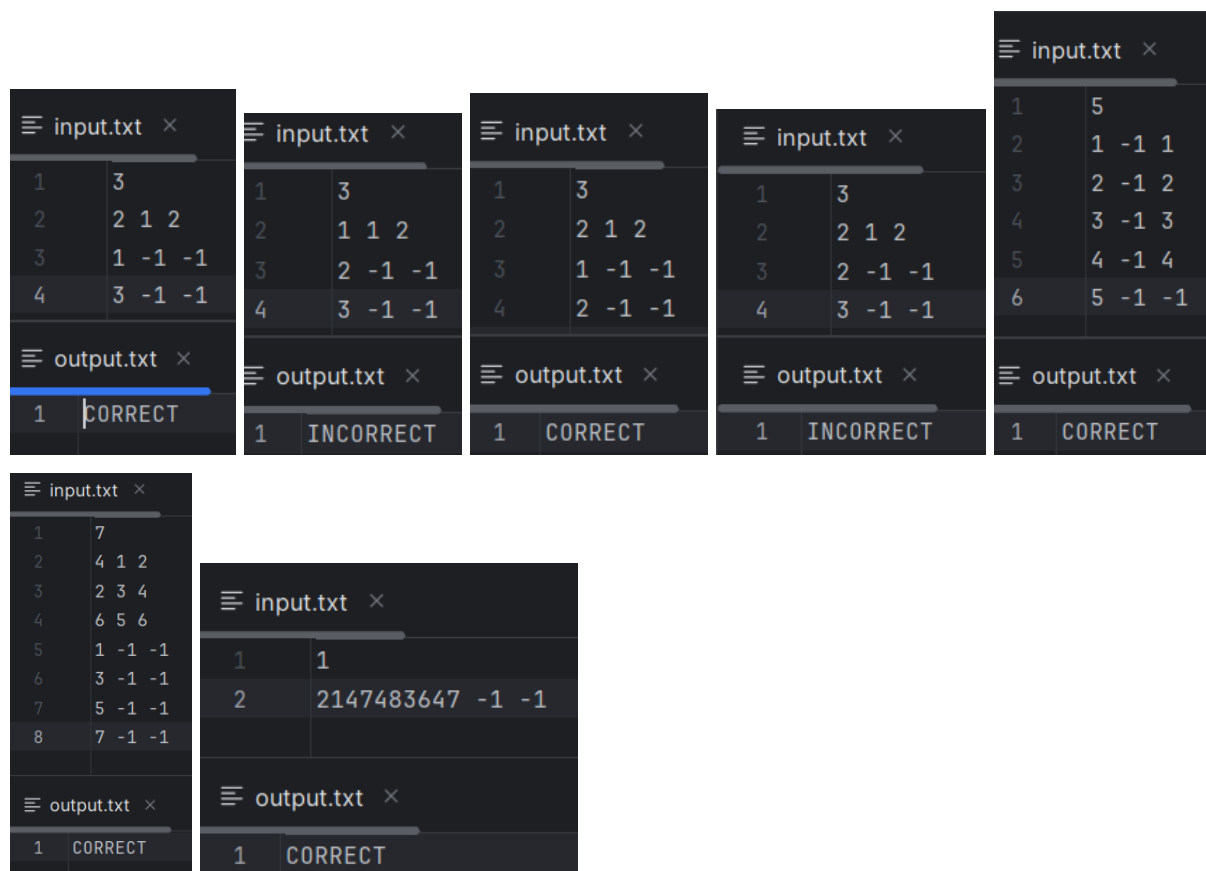 input.txt ×
1 3
2 2 1 2
3 1 -1 -1
4 3 -1 -1
output.txt ×
1 CORRECT
input.txt ×
1 3
2 1 1 2
3 2 -1 -1
4 3 -1 -1
output.txt ×
1 INCORRECT
input.txt ×
1 3
2 2 1 2
3 1 -1 -1
4 2 -1 -1
output.txt ×
1 CORRECT
input.txt ×
1 3
2 2 1 2
3 2 -1 -1
4 3 -1 -1
output.txt ×
1 INCORRECT
input.txt ×
1 5
2 1 -1 1
3 2 -1 2
4 3 -1 3
5 4 -1 4
6 5 -1 -1
output.txt ×
1 CORRECT
input.txt ×
1 7
2 4 1 2
3 2 3 4
4 6 5 6
5 1 -1 -1
6 3 -1 -1
7 5 -1 -1
8 7 -1 -1
output.txt ×
1 CORRECT
input.txt ×
1 1
2 2147483647 -1 -1
output.txt ×
1 CORRECT